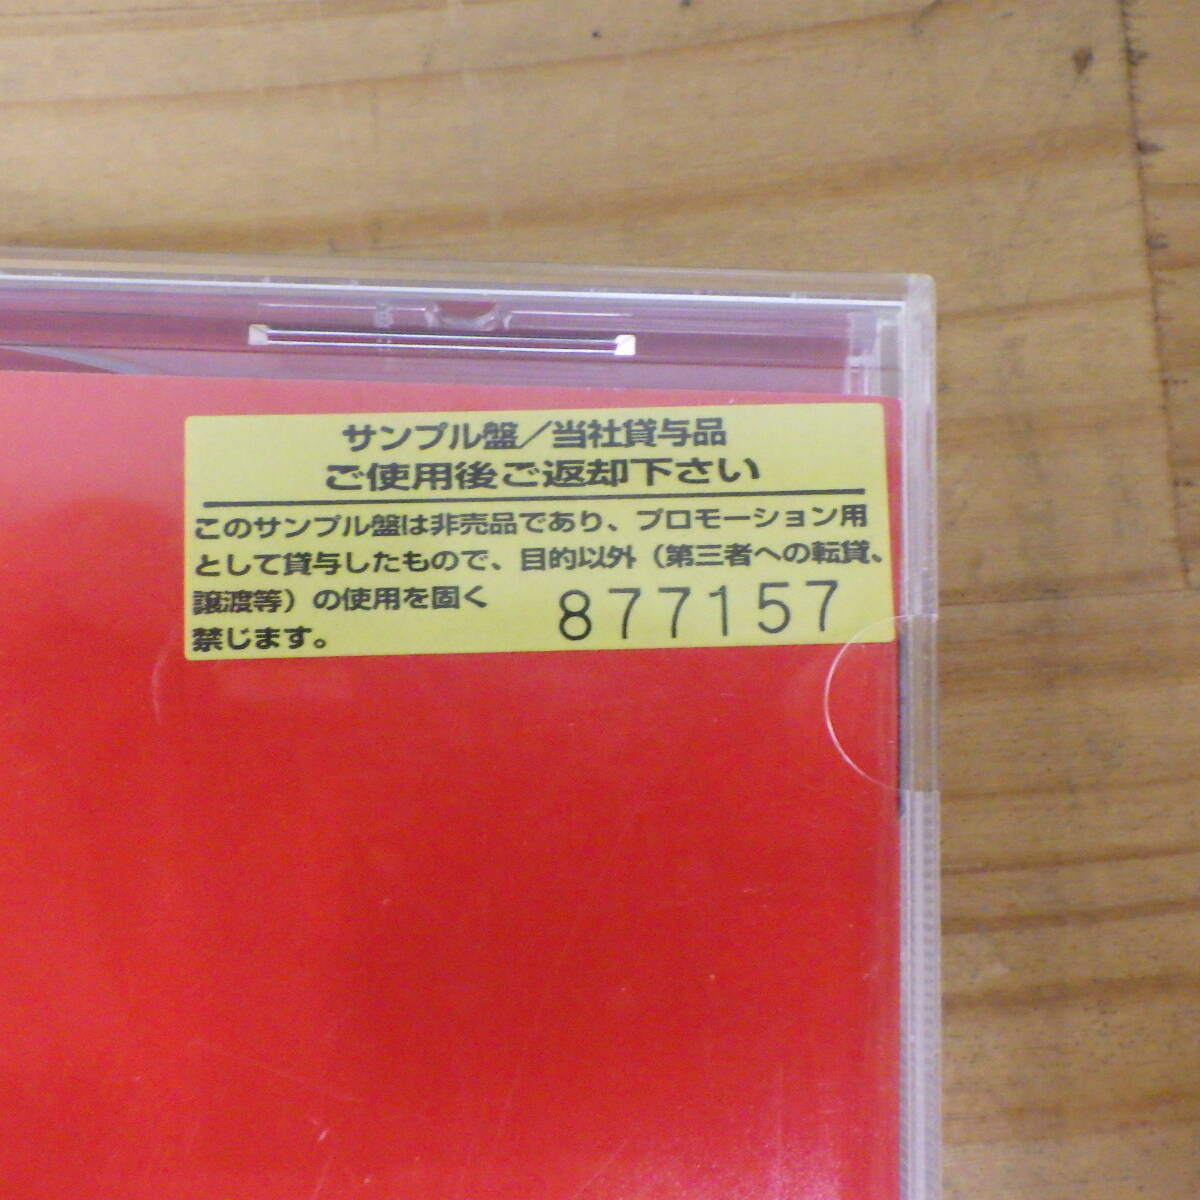 サンプル盤／当社貸与品
ご使用後ご返却下さい
このサンプル盤は非売品であり、プロモーション用
として貸与したもので、目的以外（第三者への転貸、
譲渡等）の使用を固く
禁じます。
877157